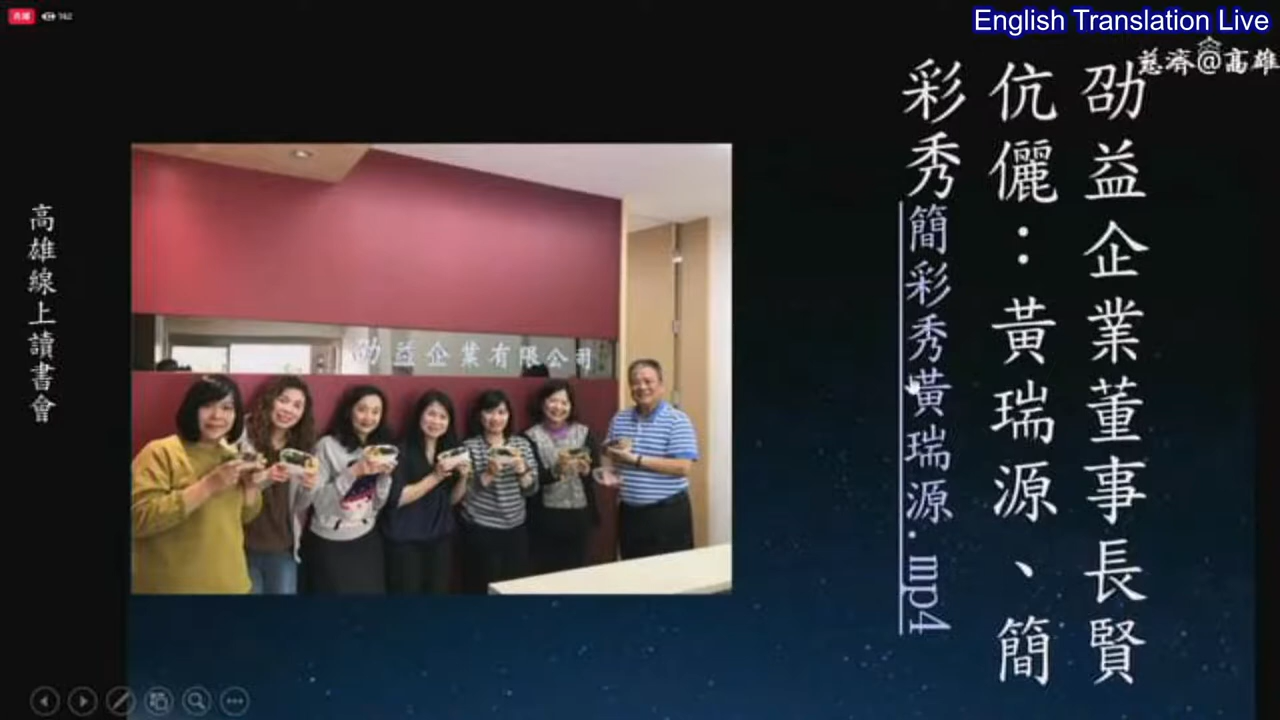 English Translation Live
慈濟@高雄
劭益企業董事長賢
伉儷：黃瑞源、簡
彩秀簡彩秀黃瑞源.mp4
高雄線上讀書會
劭益企業有限公司